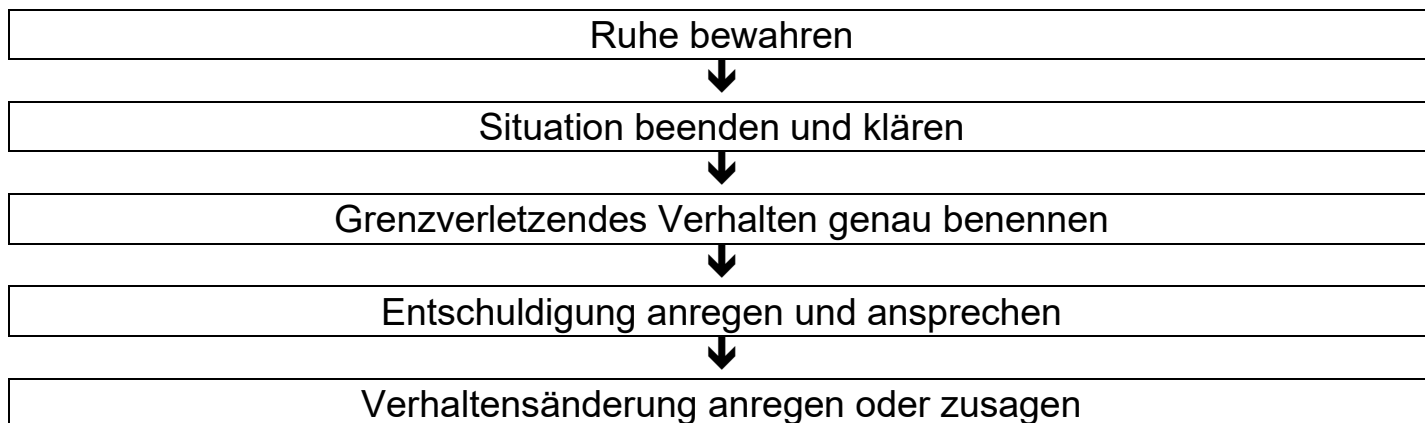 Ruhe bewahren
Situation beenden und klären
Grenzverletzendes Verhalten genau benennen
Entschuldigung anregen und ansprechen
Verhaltensänderung anregen oder zusagen